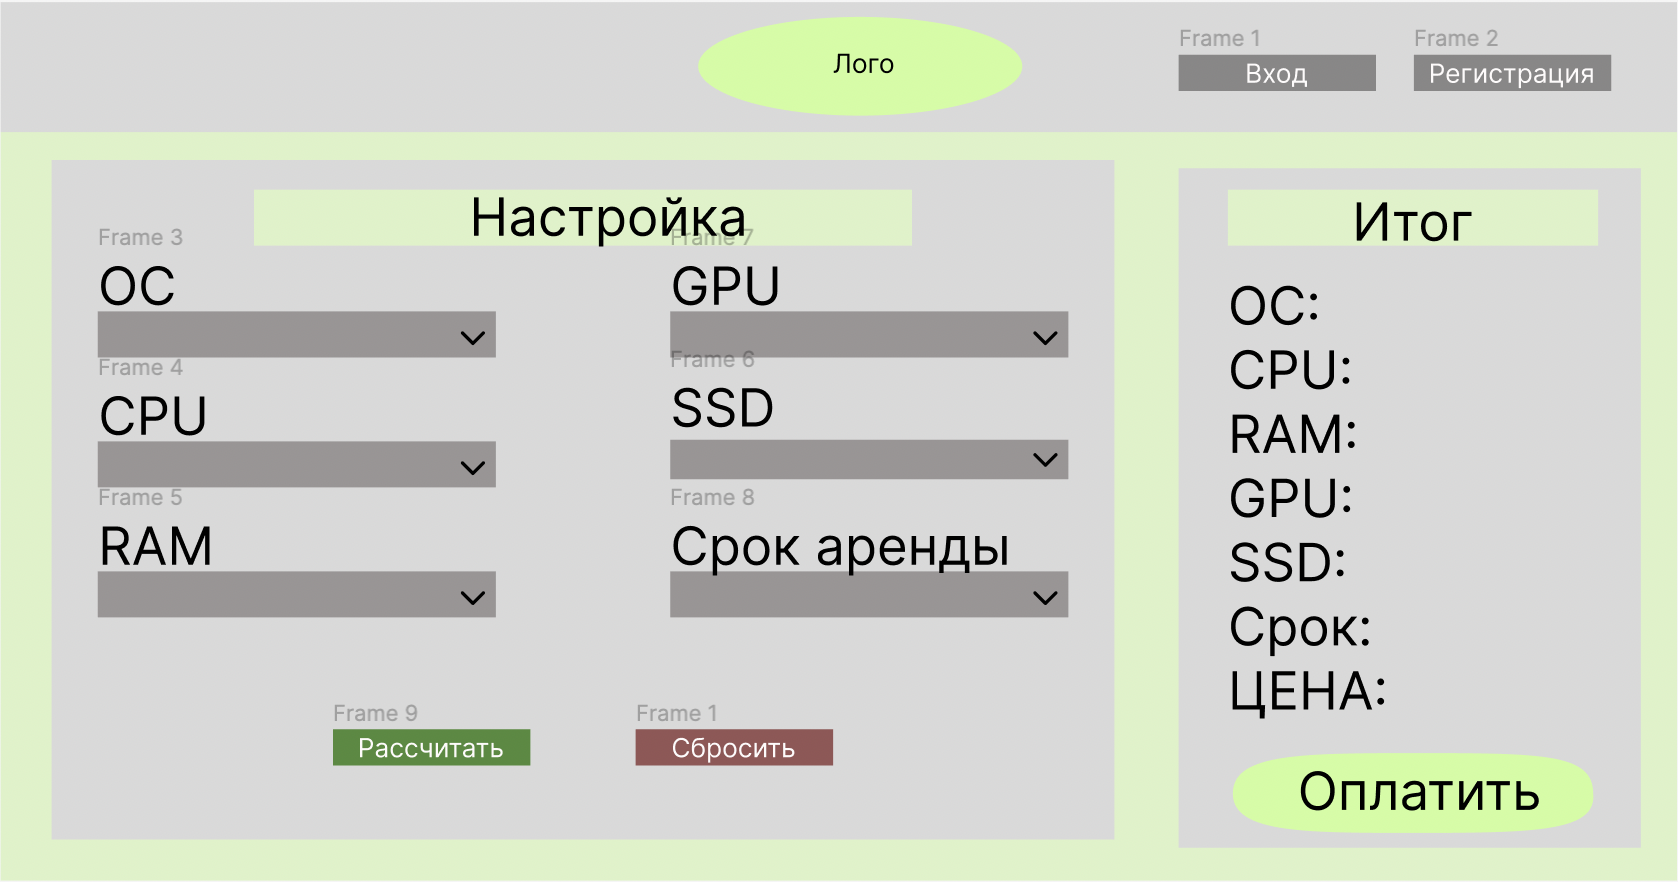 Лого
Frame 1
Вход
Frame 2
Регистрация
Настройка
Frame 3
ОС
Frame 4
CPU
Frame 5
RAM
Frame 7
GPU
Frame 6
SSD
Frame 8
Срок аренды
Frame 9
Рассчитать
Frame 1
Сбросить
Итог
ОС:
CPU:
RAM:
GPU:
SSD:
Срок:
ЦЕНА:
Оплатить